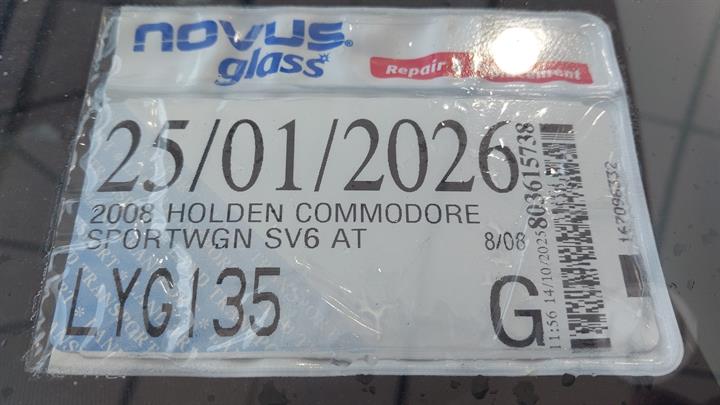 novus
glass
Repair
25/01/2026
2008 HOLDEN COMMODORE
SPORTWGN SV6 AT
8/08
LYG135
G
803615738
11:56 14/10/2025